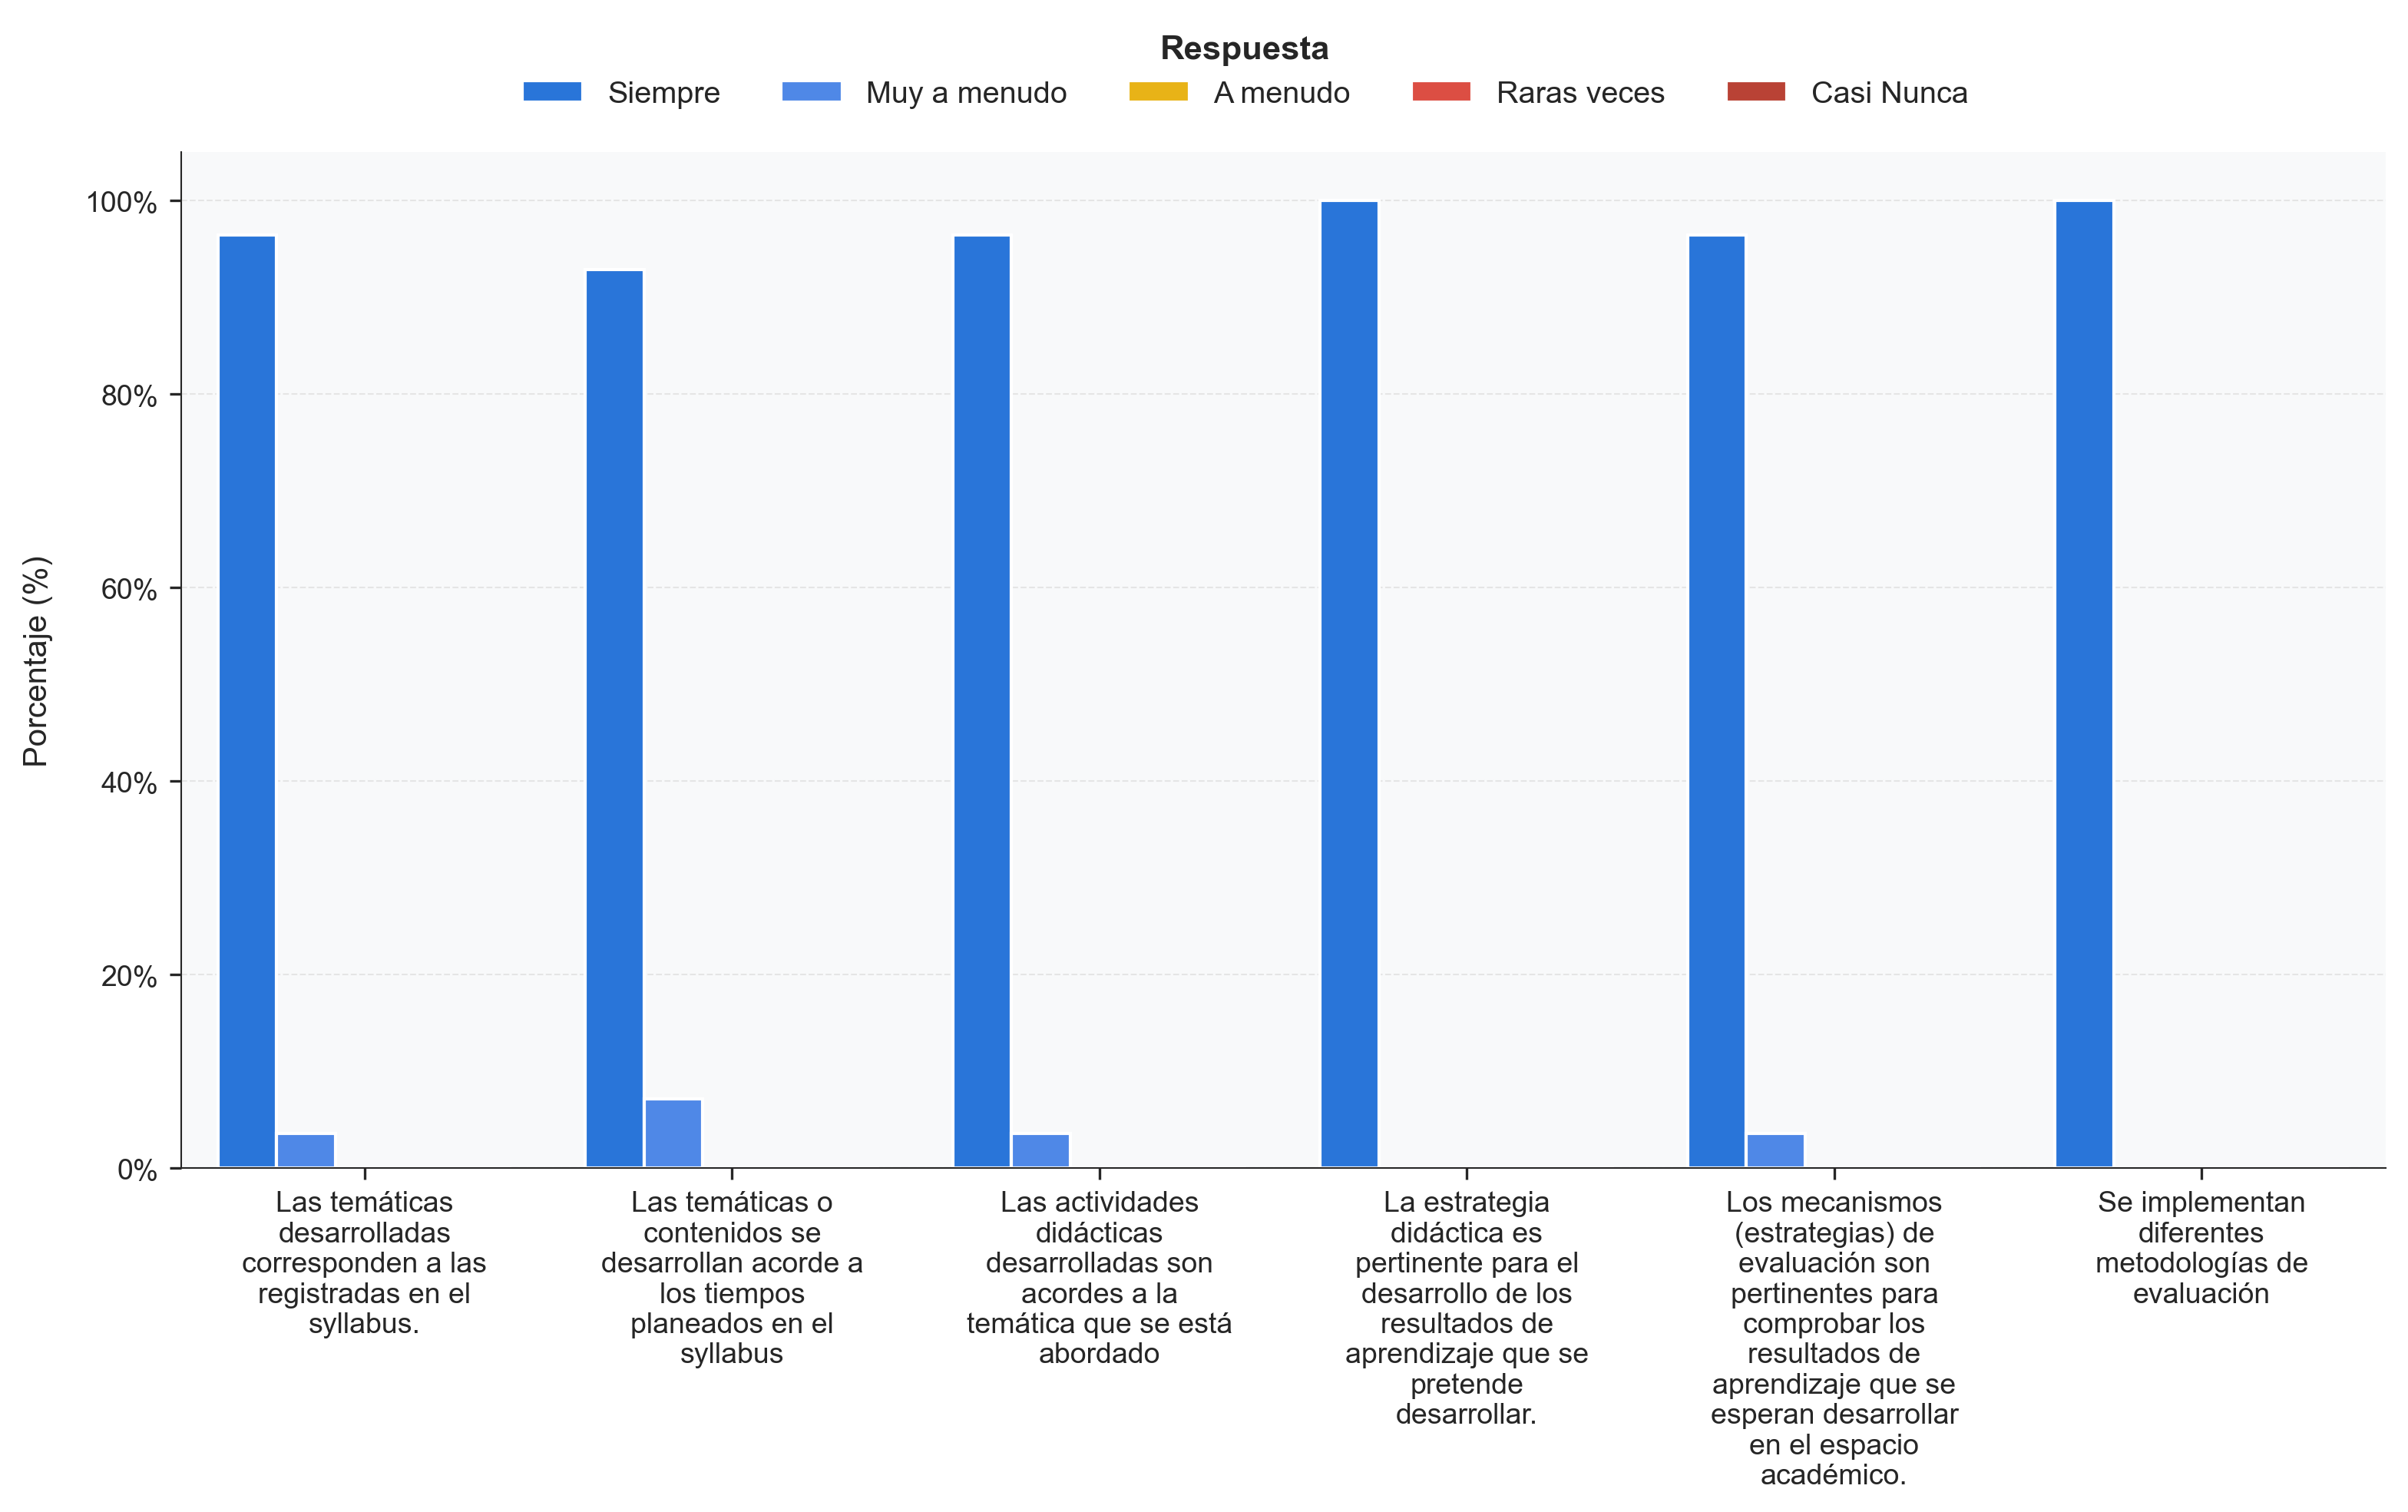 Respuesta
Siempre
Muy a menudo
A menudo
Raras veces
Casi Nunca
Porcentaje (%)
100%
80%
60%
40%
20%
0%
Las temáticas
desarrolladas
corresponden a las
registradas en el
syllabus.
Las temáticas o
contenidos se
desarrollan acorde a
los tiempos
planeados en el
syllabus
Las actividades
didácticas
desarrolladas son
acordes a la
temática que se está
abordado
La estrategia
didáctica es
pertinente para el
desarrollo de los
resultados de
aprendizaje que se
pretende
desarrollar.
Los mecanismos
(estrategias) de
evaluación son
pertinentes para
comprobar los
resultados de
aprendizaje que se
esperan desarrollar
en el espacio
académico.
Se implementan
diferentes
metodologías de
evaluación